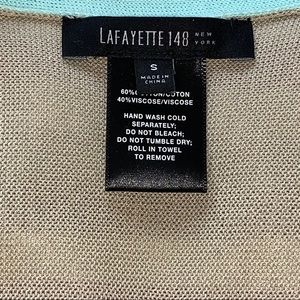 LAFAYETTE 148 NEW YORK
S
MADE IN
CHINA
60% COTTON/COTON
40%VISCOSE/VISCOSE
HAND WASH COLD
SEPARATELY;
DO NOT BLEACH;
DO NOT TUMBLE DRY;
ROLL IN TOWEL
TO REMOVE